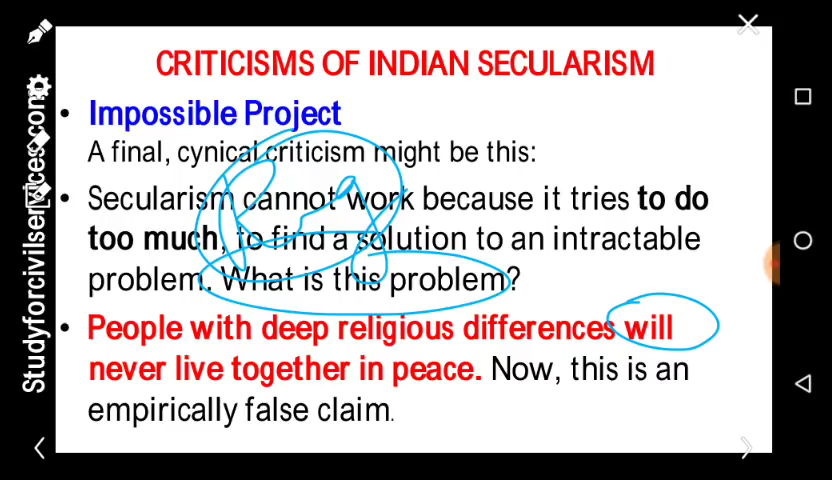 CRITICISMS OF INDIAN SECULARISM
• Impossible Project
A final, cynical criticism might be this:
• Secularism cannot work because it tries to do
too much, to find a solution to an intractable
problem. What is this problem?
• People with deep religious differences will
never live together in peace. Now, this is an
empirically false claim.
Studyforcivilservices.com